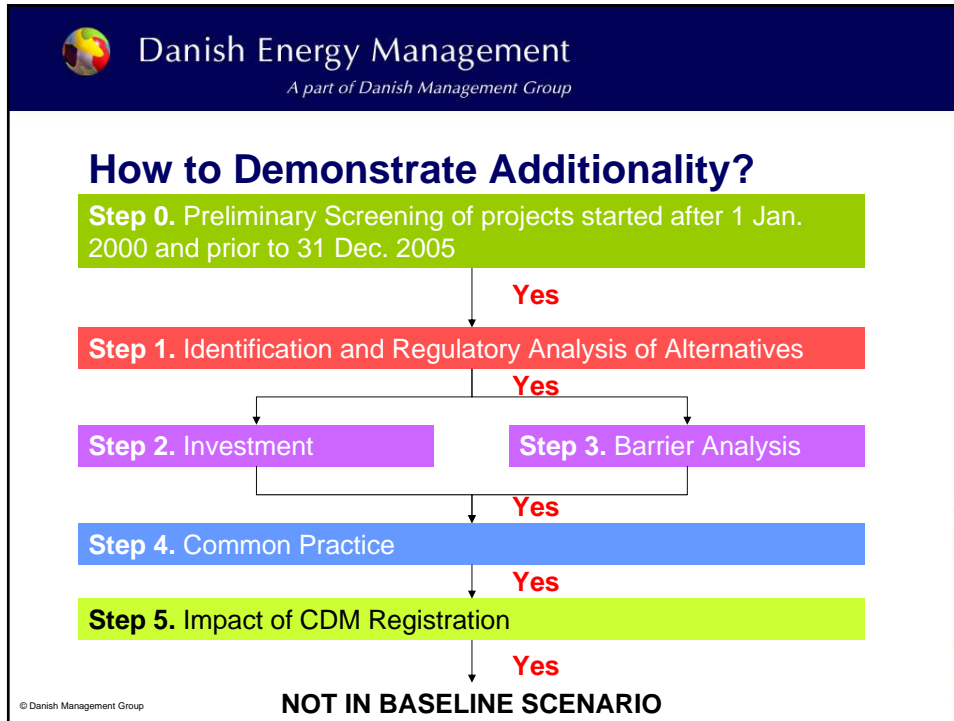 Danish Energy Management
A part of Danish Management Group
How to Demonstrate Additionality?
Step 0. Preliminary Screening of projects started after 1 Jan.
2000 and prior to 31 Dec. 2005
Yes
Step 1. Identification and Regulatory Analysis of Alternatives
Yes
Step 2. Investment
Step 3. Barrier Analysis
Yes
Step 4. Common Practice
Yes
Step 5. Impact of CDM Registration
Yes
NOT IN BASELINE SCENARIO
© Danish Management Group